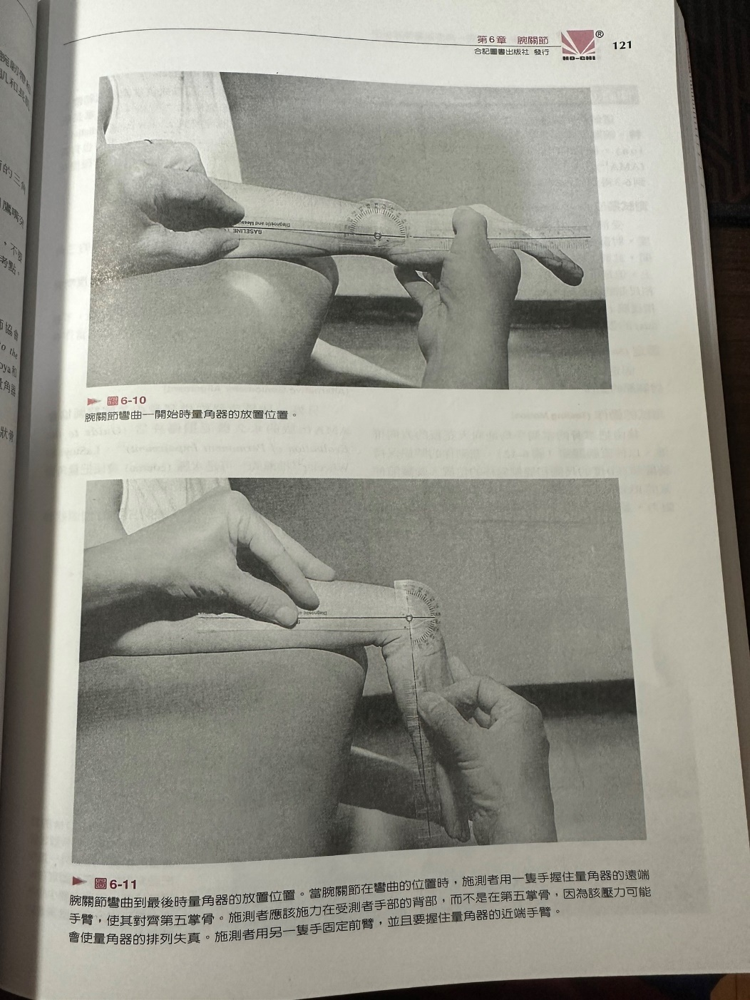 第6章 腕關節
合記圖書出版社 發行
HO-CHI
®
121
BASELINE
Diagnostic and
圖6-10
腕關節彎曲—開始時量角器的放置位置。
Diagnostic
圖6-11
腕關節彎曲到最後時量角器的放置位置。當腕關節在彎曲的位置時,施測者用一隻手握住量角器的遠端
手臂,使其對齊第五掌骨。施測者應該施力在受測者手部的背部,而不是在第五掌骨,因為該壓力可能
會使量角器的排列失真。施測者用另一隻手固定前臂,並且要握住量角器的近端手臂。